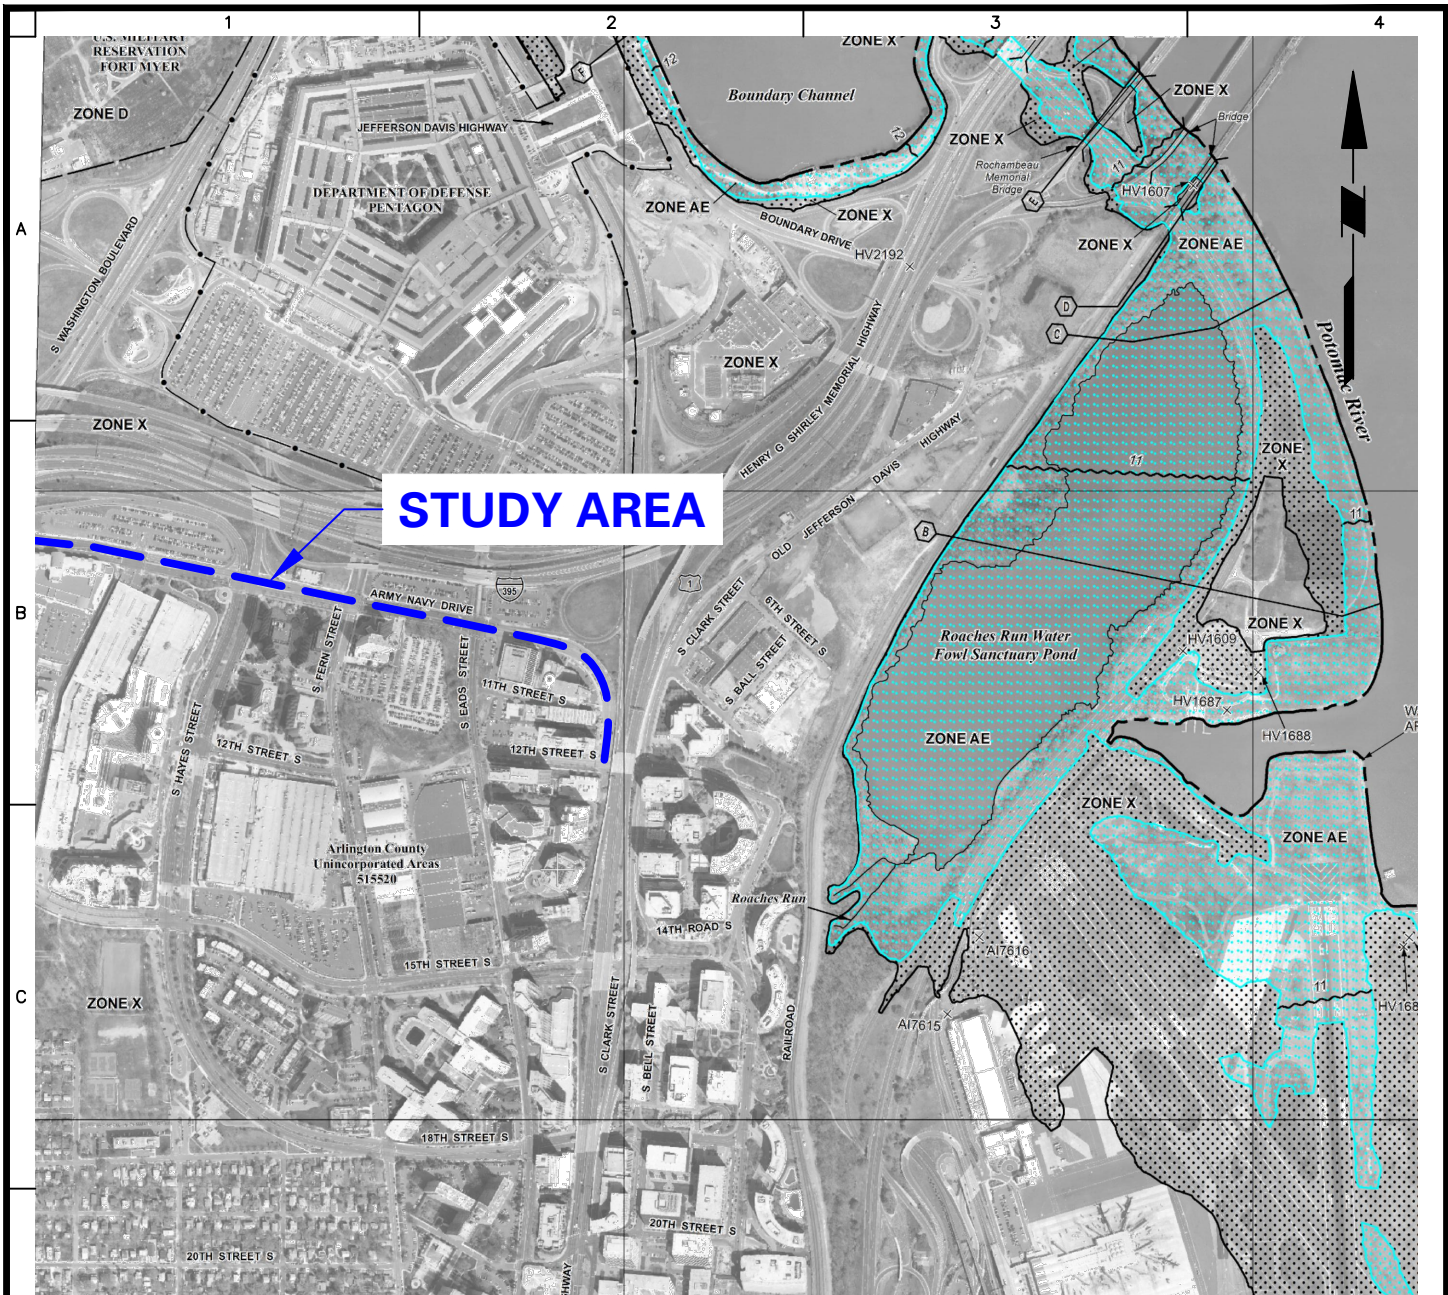 1
2
3
4
A
B
C
U.S. MILITARY
RESERVATION
FORT MYER
ZONE D
JEFFERSON DAVIS HIGHWAY
F
12
Boundary Channel
12
ZONE X
ZONE X
ZONE X
Bridge
Rochambeau
Memorial
Bridge
11
HV1607
E
DEPARTMENT OF DEFENSE
PENTAGON
ZONE AE
ZONE X
BOUNDARY DRIVE
HV2192
ZONE X
ZONE AE
S WASHINGTON BOULEVARD
D
C
Potomac River
ZONE X
HENRY G SHIRLEY MEMORIAL HIGHWAY
ZONE X
OLD JEFFERSON DAVIS HIGHWAY
11
ZONE
X
11
STUDY AREA
B
ARMY NAVY DRIVE
395
1
S CLARK STREET
6TH STREET S
S BALL STREET
S FERN STREET
S EADS STREET
11TH STREET S
12TH STREET S
12TH STREET S
S HAYES STREET
Roaches Run Water
Fowl Sanctuary Pond
ZONE X
HV1609
HV1687
HV1688
ZONE AE
ZONE X
ZONE AE
Arlington County
Unincorporated Areas
515520
Roaches Run
14TH ROAD S
15TH STREET S
AI7616
AI7615
11
HV168
ZONE X
S CLARK STREET
S BELL STREET
RAILROAD
18TH STREET S
20TH STREET S
20TH STREET S
HWAY